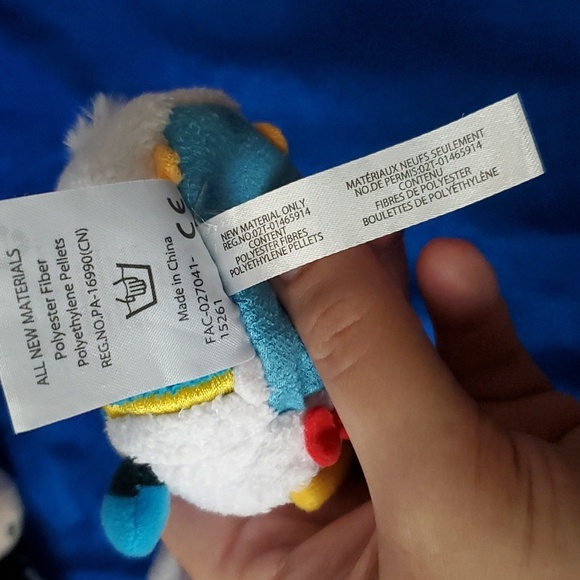 ALL NEW MATERIALS
Polyester Fiber
Polyethylene Pellets
REG.NO.PA-16990(CN)
Made in China
CE
FAC-027041-
15261
NEW MATERIAL ONLY
REG.NO.02T-01465914
CONTENT
POLYESTER FIBRES
POLYETHYLENE PELLETS
MATÉRIAUX NEUFS SEULEMENT
NO.DE PERMIS:02T-01465914
CONTENU
FIBRES DE POLYESTER
BOULETTES DE POLYÉTHYLÈNE